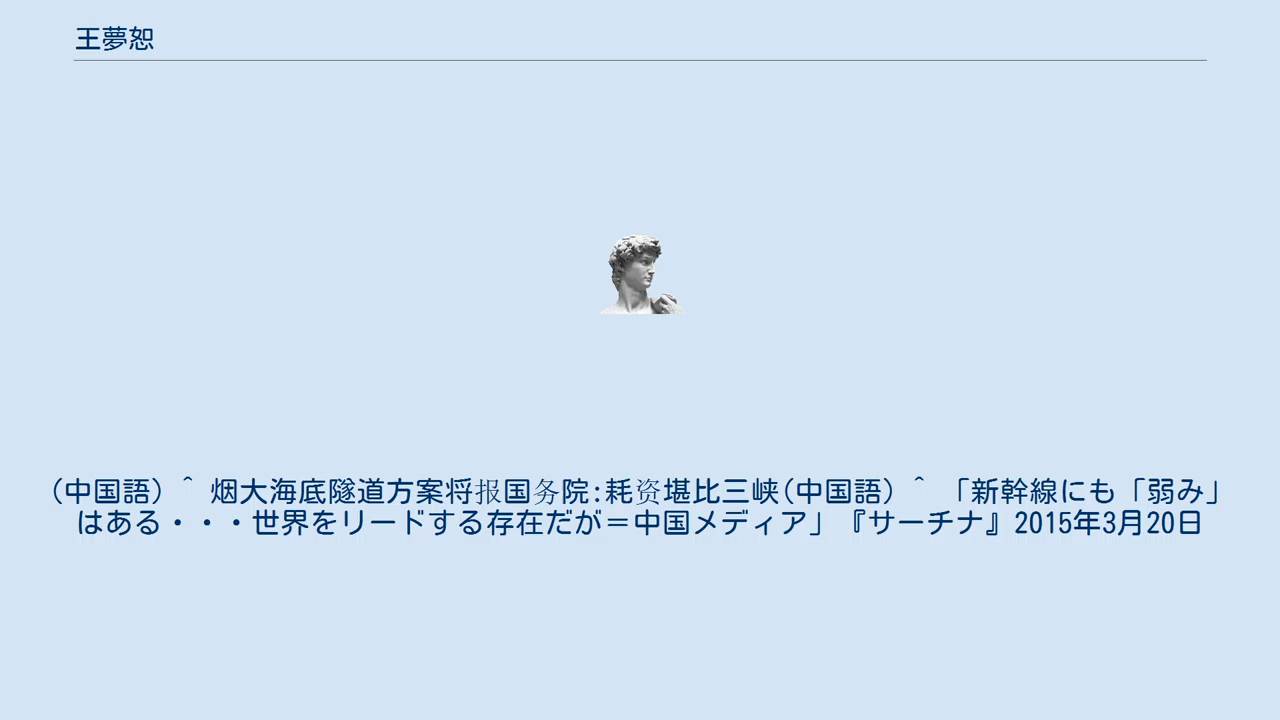 王夢恕
(中国語) ^ 烟大海底隧道方案将报国务院:耗资堪比三峡(中国語) ^ 「新幹線にも「弱み」
はある・・・世界をリードする存在だが＝中国メディア」『サーチナ』2015年3月20日